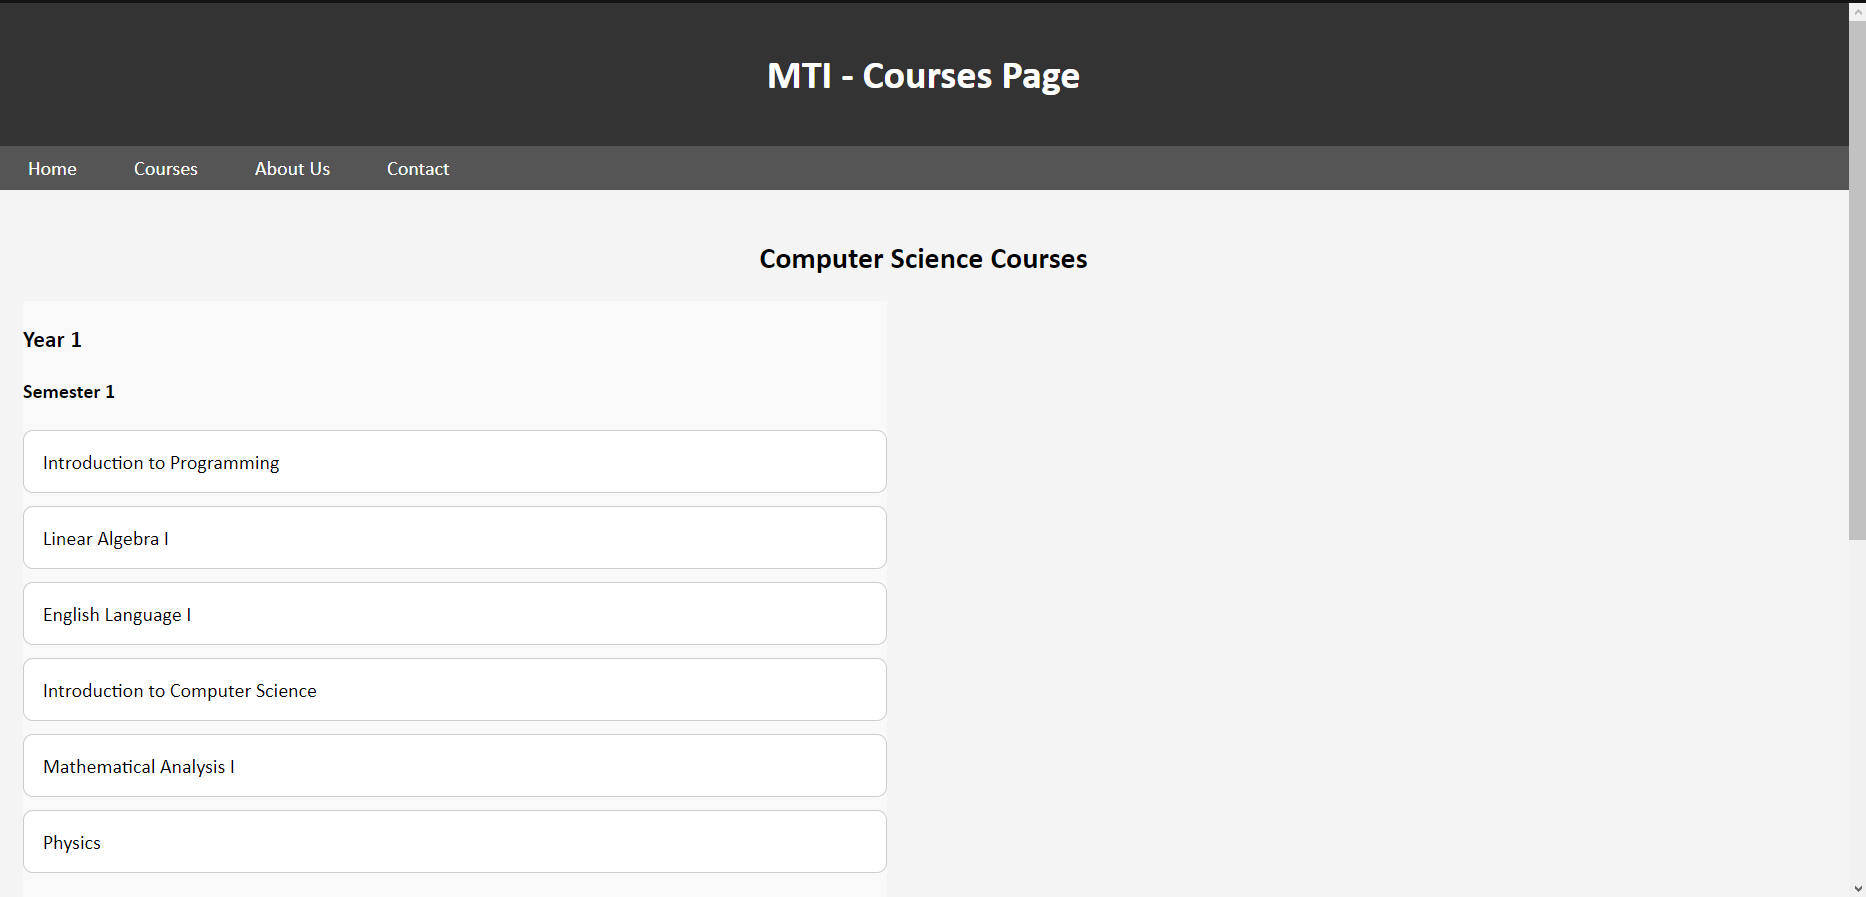 MTI - Courses Page
Home Courses About Us Contact
Computer Science Courses
Year 1
Semester 1
Introduction to Programming
Linear Algebra I
English Language I
Introduction to Computer Science
Mathematical Analysis I
Physics